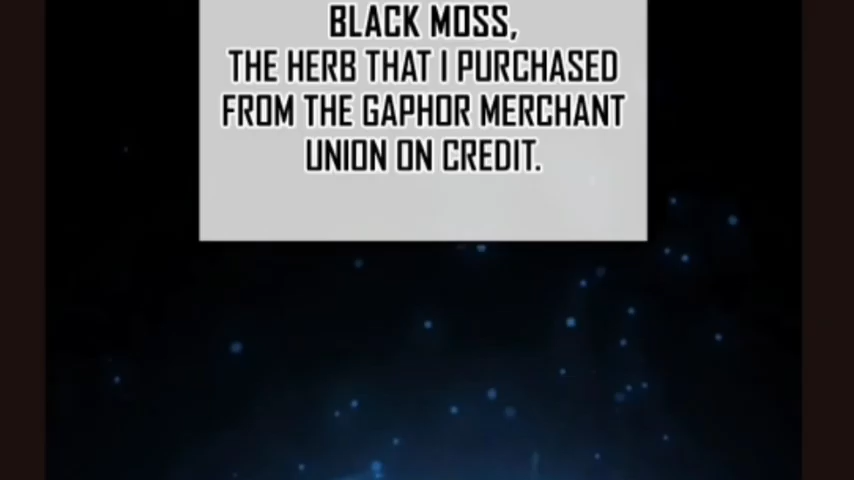 BLACK MOSS,
THE HERB THAT I PURCHASED
FROM THE GAPHOR MERCHANT
UNION ON CREDIT.